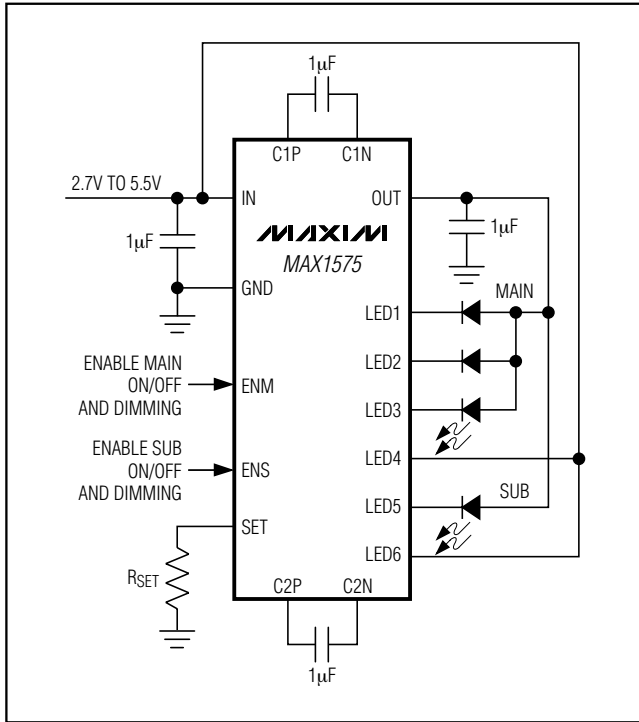 1µF
C1P
C1N
2.7V TO 5.5V
IN
OUT
1µF
MAXIM
MAX1575
1µF
GND
LED1
MAIN
LED2
ENABLE MAIN
ON/OFF
AND DIMMING
ENM
LED3
ENABLE SUB
ON/OFF
AND DIMMING
ENS
LED4
LED5
SUB
SET
LED6
RSET
C2P
C2N
1µF